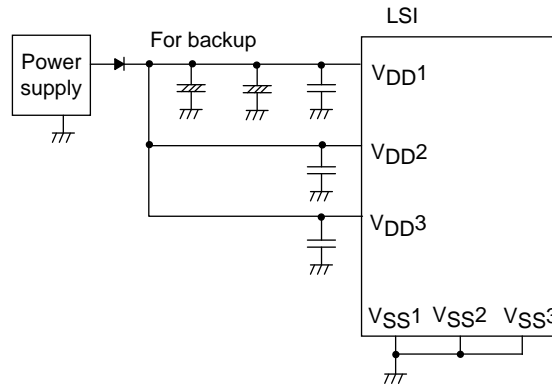 LSI
For backup
Power
supply
VDD1
VDD2
VDD3
VSS1 VSS2 VSS3